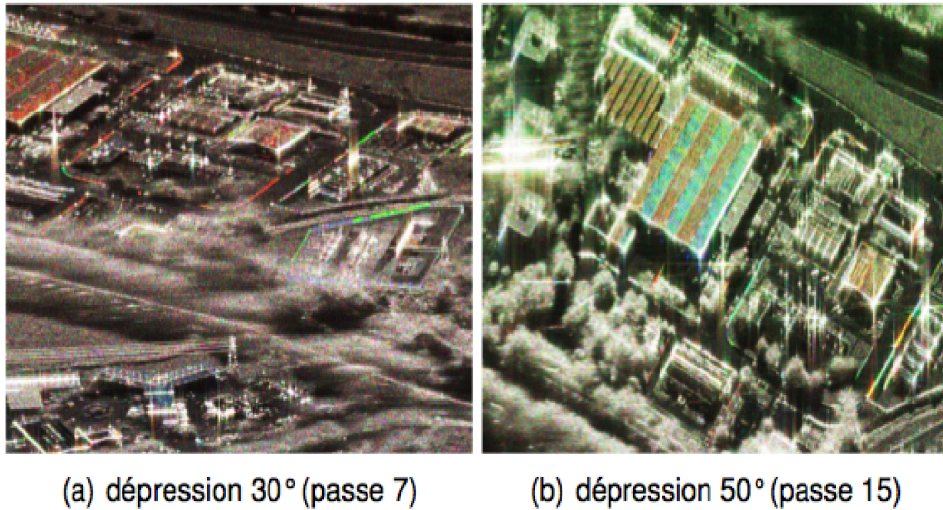 (a) dépression 30° (passe 7)
(b) dépression 50° (passe 15)